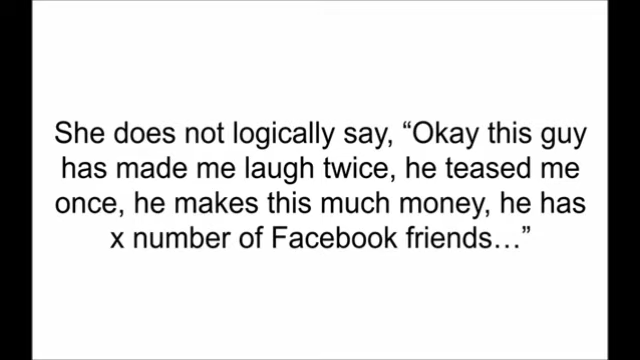 She does not logically say, “Okay this guy
has made me laugh twice, he teased me
once, he makes this much money, he has
x number of Facebook friends…”